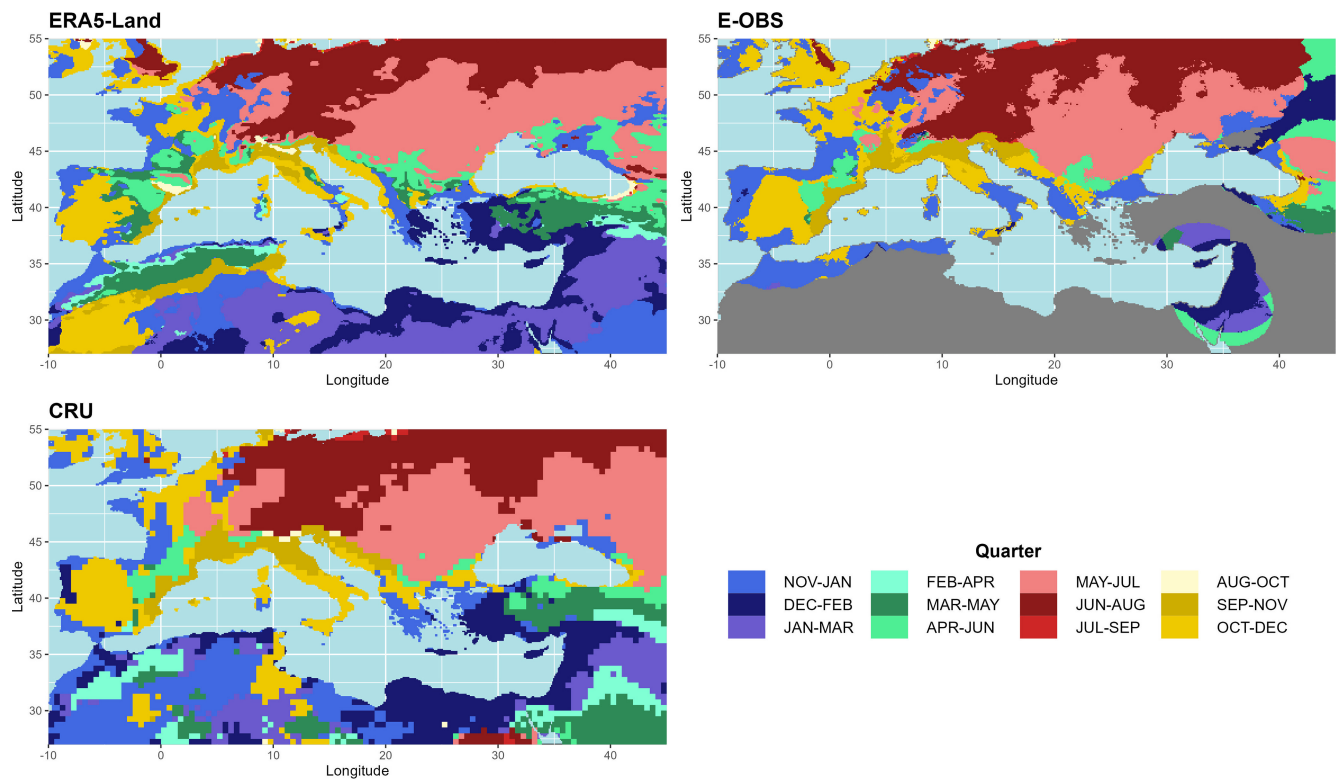 ERA5-Land
55
50
45
40
35
30
-10
0
10
20
30
40
Latitude
Longitude
E-OBS
55
50
45
40
35
30
-10
0
10
20
30
40
Latitude
Longitude
CRU
55
50
45
40
35
30
-10
0
10
20
30
40
Latitude
Longitude
Quarter
NOV-JAN
DEC-FEB
JAN-MAR
FEB-APR
MAR-MAY
APR-JUN
MAY-JUL
JUN-AUG
JUL-SEP
AUG-OCT
SEP-NOV
OCT-DEC